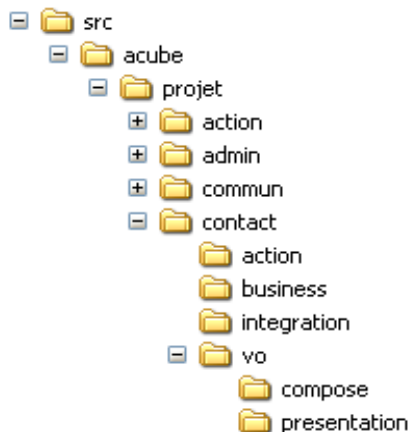 src
acube
projet
action
admin
commun
contact
action
business
integration
vo
compose
presentation